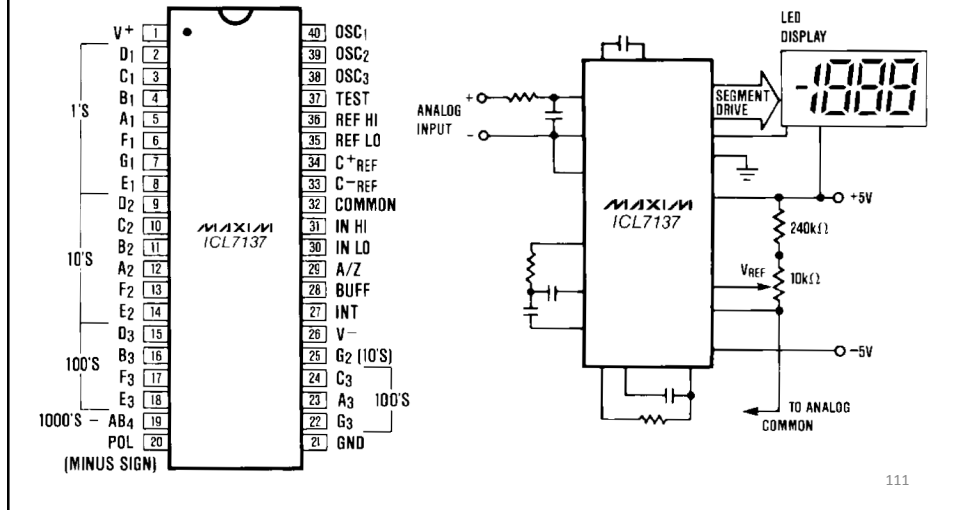 V+ 1
D1 2
C1 3
B1 4
A1 5
F1 6
G1 7
E1 8
1'S
D2 9
C2 10
B2 11
A2 12
F2 13
E2 14
10'S
D3 15
B3 16
F3 17
E3 18
100'S
1000'S – AB4 19
POL 20
(MINUS SIGN)
MAXIM
ICL7137
40 OSC1
39 OSC2
38 OSC3
37 TEST
36 REF HI
35 REF LO
34 C+REF
33 C−REF
32 COMMON
31 IN HI
30 IN LO
29 A/Z
28 BUFF
27 INT
26 V−
25 G2 (10'S)
24 C3
23 A3
22 G3
100'S
21 GND
LED
DISPLAY
-1888
SEGMENT
DRIVE
+
ANALOG
INPUT
−
MAXIM
ICL7137
+5V
240kΩ
VREF
10kΩ
−5V
TO ANALOG
COMMON
111